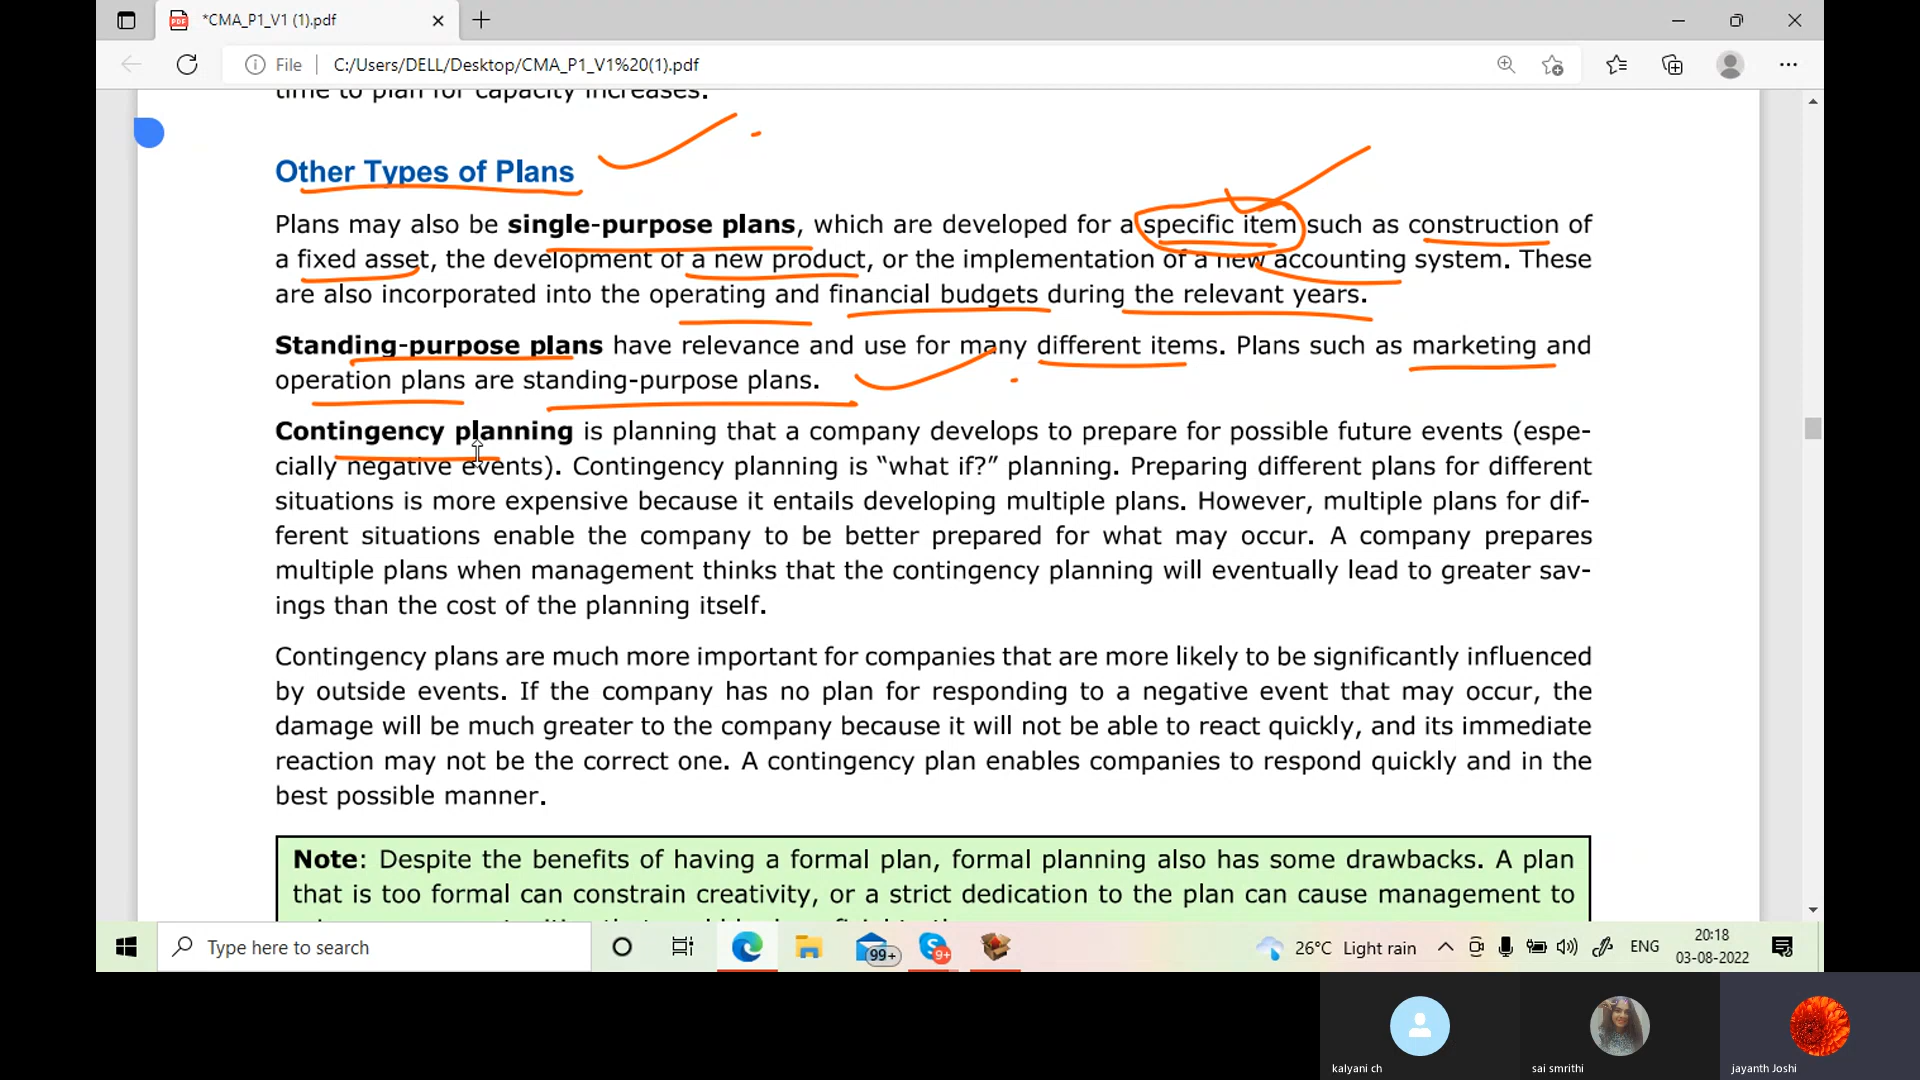 *CMA_P1_V1 (1).pdf
File
C:/Users/DELL/Desktop/CMA_P1_V1%20(1).pdf
time to plan for capacity increases.
Other Types of Plans
Plans may also be single-purpose plans, which are developed for a specific item such as construction of
a fixed asset, the development of a new product, or the implementation of a new accounting system. These
are also incorporated into the operating and financial budgets during the relevant years.
Standing-purpose plans have relevance and use for many different items. Plans such as marketing and
operation plans are standing-purpose plans.
Contingency planning is planning that a company develops to prepare for possible future events (espe-
cially negative events). Contingency planning is “what if?” planning. Preparing different plans for different
situations is more expensive because it entails developing multiple plans. However, multiple plans for dif-
ferent situations enable the company to be better prepared for what may occur. A company prepares
multiple plans when management thinks that the contingency planning will eventually lead to greater sav-
ings than the cost of the planning itself.
Contingency plans are much more important for companies that are more likely to be significantly influenced
by outside events. If the company has no plan for responding to a negative event that may occur, the
damage will be much greater to the company because it will not be able to react quickly, and its immediate
reaction may not be the correct one. A contingency plan enables companies to respond quickly and in the
best possible manner.
Note: Despite the benefits of having a formal plan, formal planning also has some drawbacks. A plan
that is too formal can constrain creativity, or a strict dedication to the plan can cause management to
Type here to search
99+
9+
26°C Light rain
ENG
20:18
03-08-2022
kalyani ch
sai smrithi
jayanth Joshi